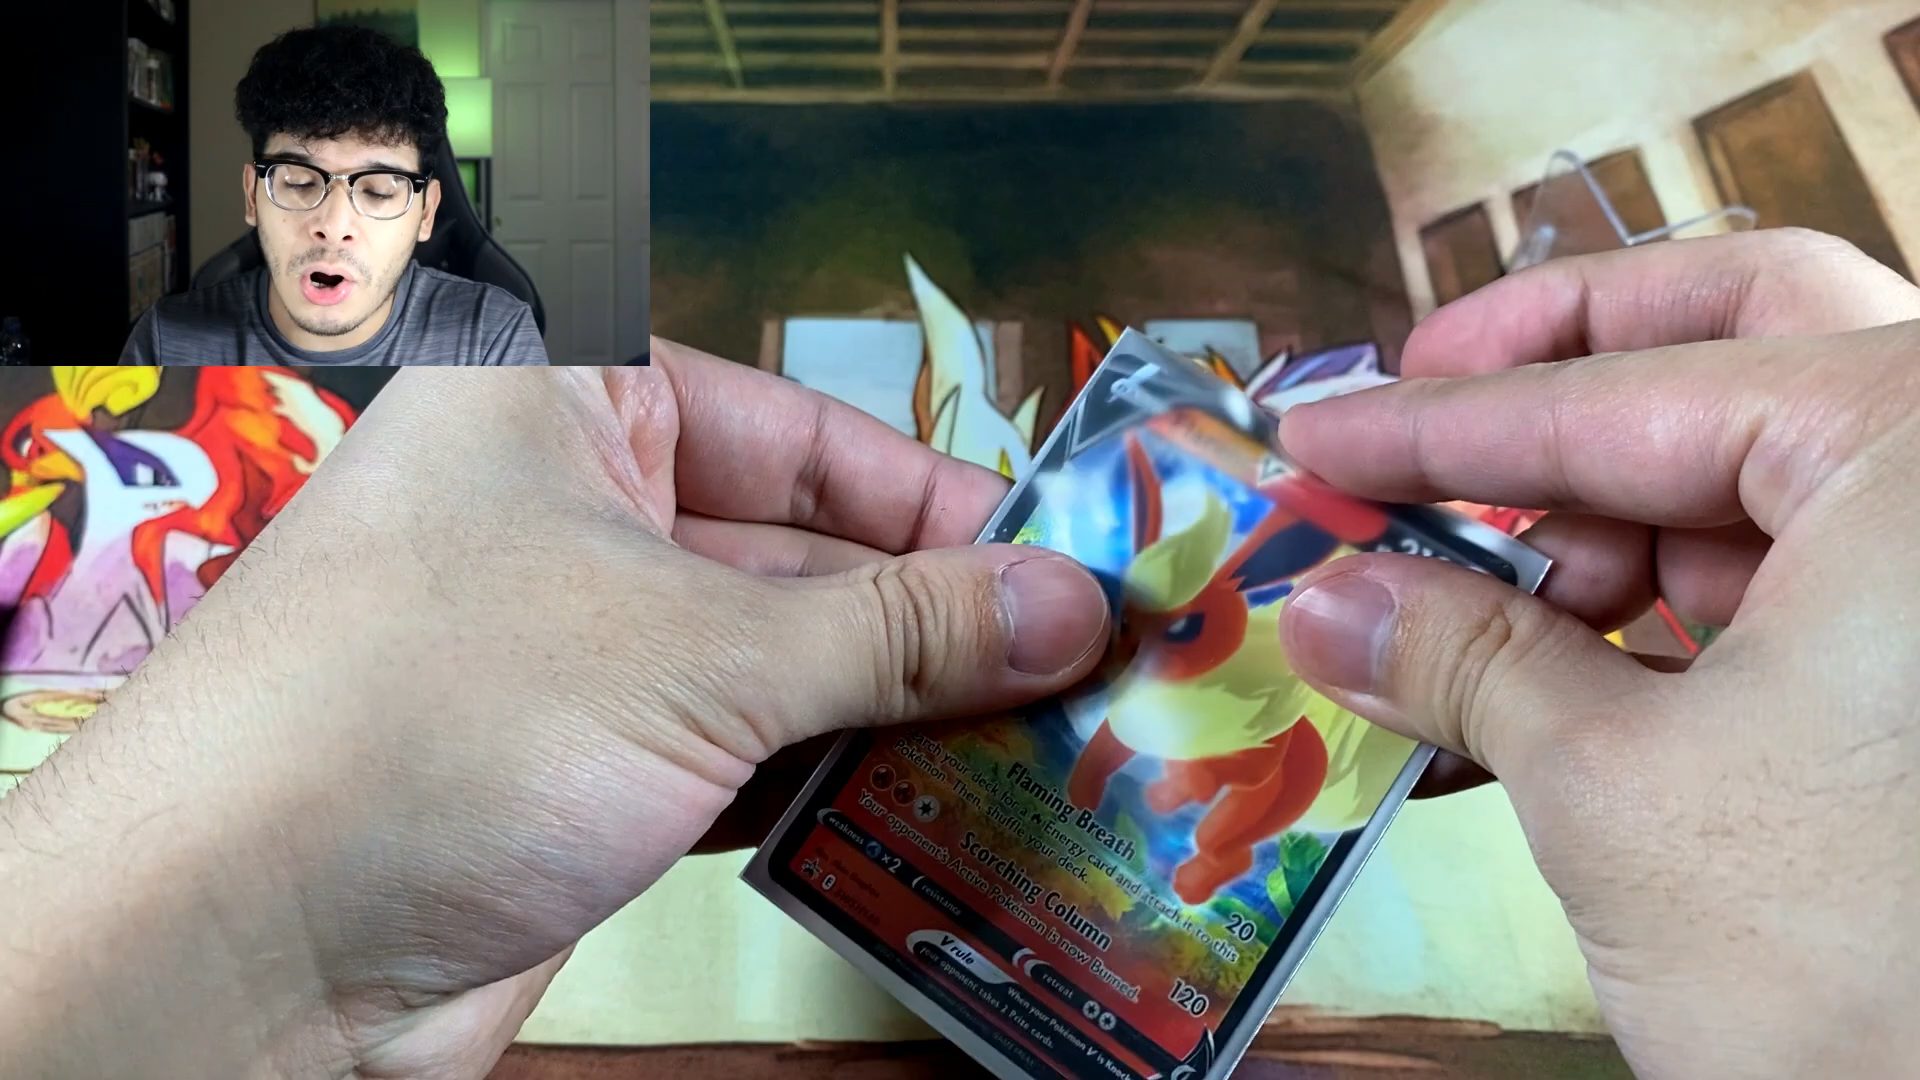 Flaming Breath
20
your deck for a Energy card and attach it to this
Pokémon. Then, shuffle your deck.
Scorching Column
120
Your opponent's Active Pokémon is now Burned.
weakness ×2
resistance
retreat
V rule
When your Pokémon V is Knock
your opponent takes 2 Prize cards.
E